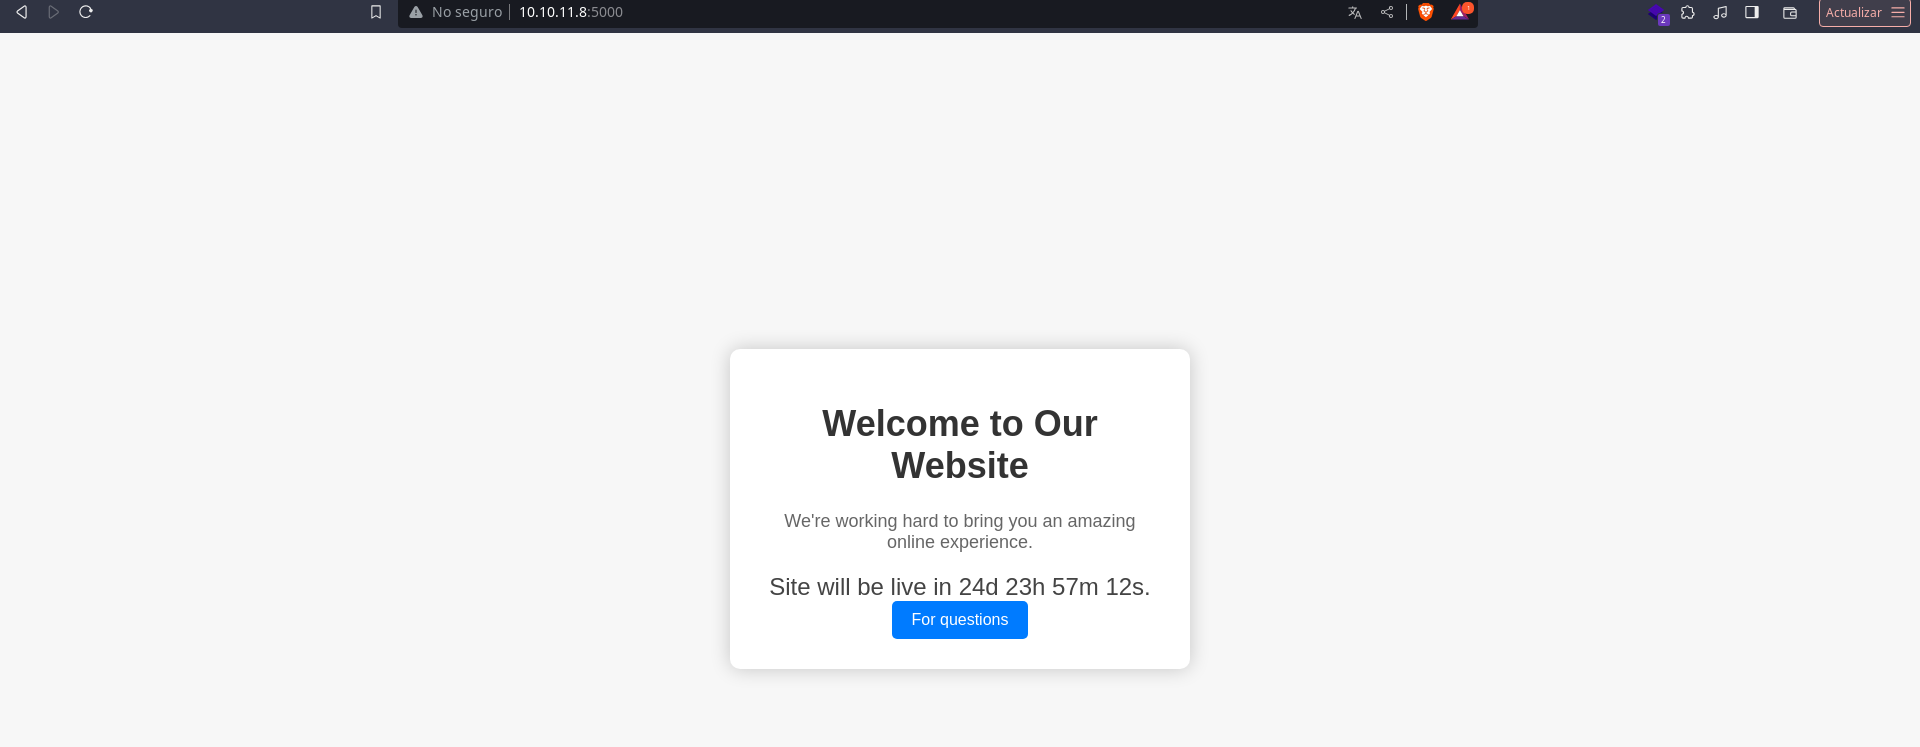 No seguro 10.10.11.8:5000
2
Actualizar
Welcome to Our
Website
We're working hard to bring you an amazing
online experience.
Site will be live in 24d 23h 57m 12s.
For questions